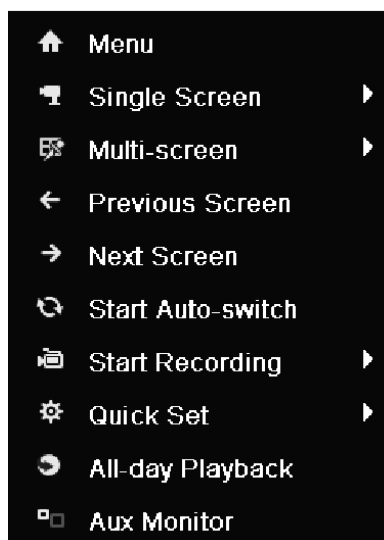 Menu
Single Screen
Multi-screen
Previous Screen
Next Screen
Start Auto-switch
Start Recording
Quick Set
All-day Playback
Aux Monitor